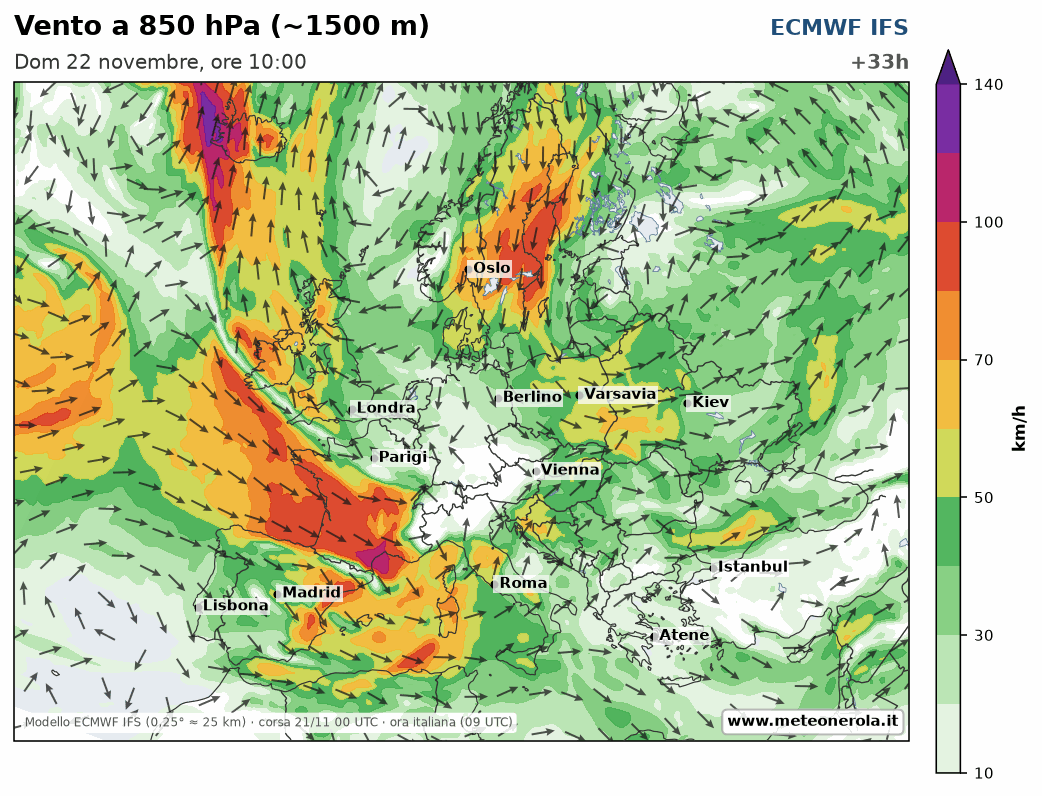 Vento a 850 hPa (~1500 m)
ECMWF IFS
Dom 22 novembre, ore 10:00
+33h
140
100
70
50
30
10
km/h
Oslo
Berlino
Varsavia
Kiev
Londra
Parigi
Vienna
Istanbul
Roma
Madrid
Lisbona
Atene
Modello ECMWF IFS (0,25° ≈ 25 km) · corsa 21/11 00 UTC · ora italiana (09 UTC)
www.meteonerola.it